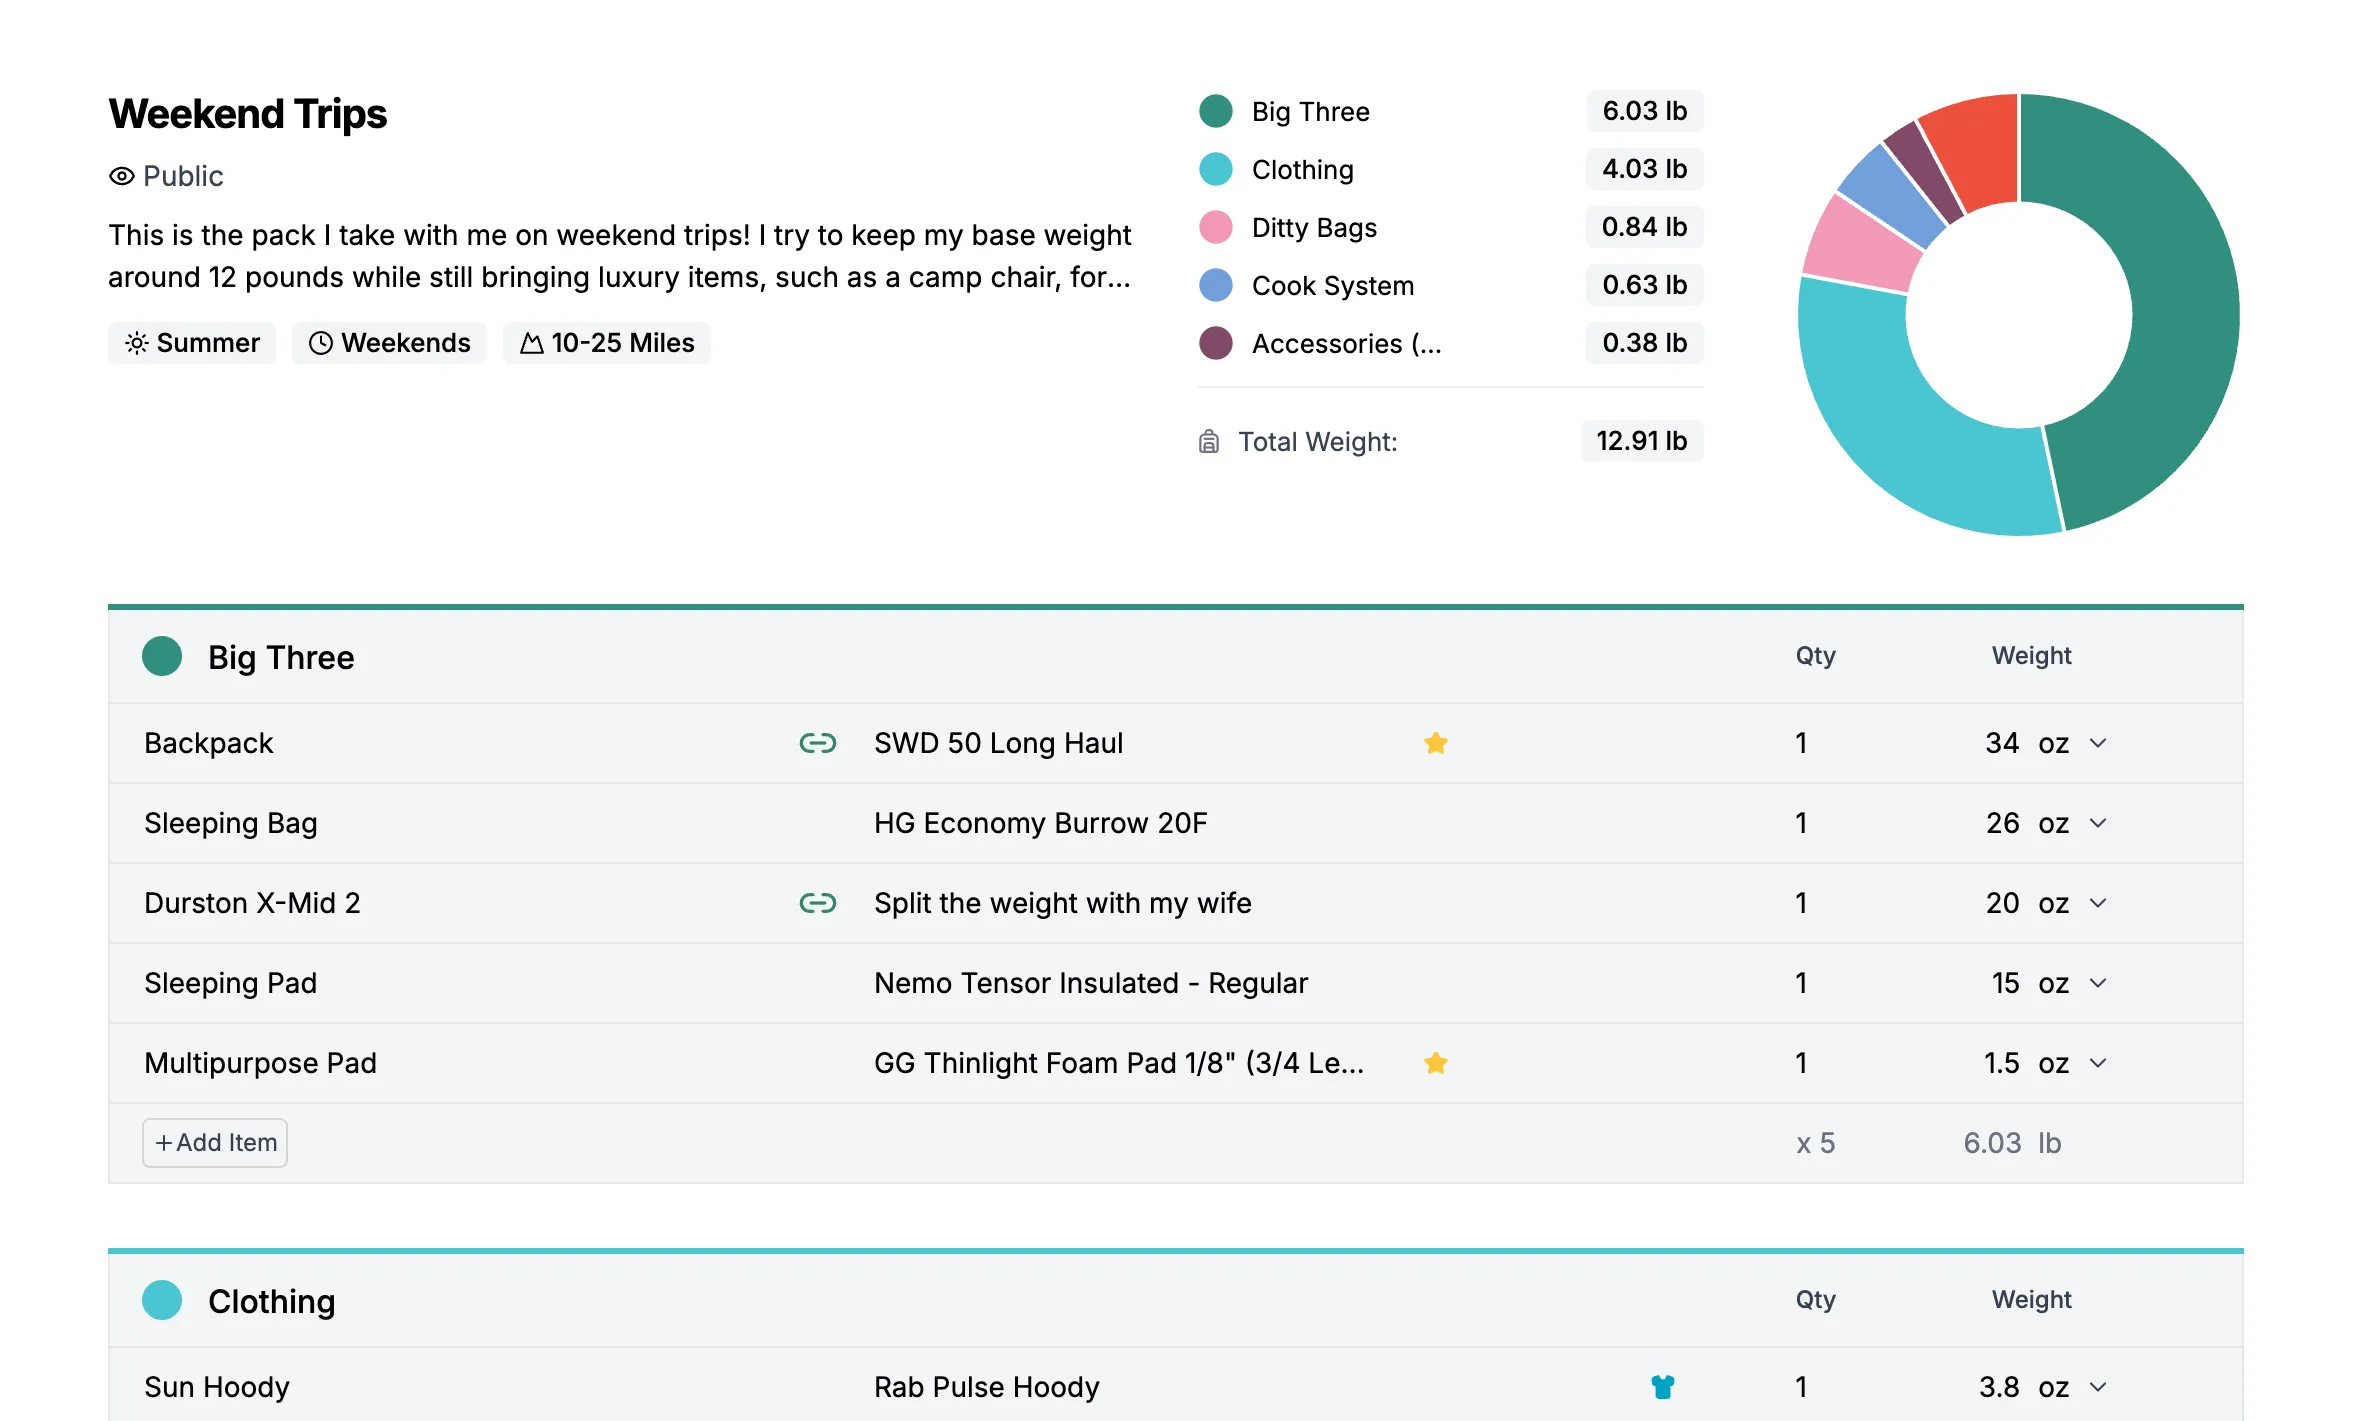 Weekend Trips
Public
This is the pack I take with me on weekend trips! I try to keep my base weight
around 12 pounds while still bringing luxury items, such as a camp chair, for...
Summer Weekends 10-25 Miles
Big Three 6.03 lb
Clothing 4.03 lb
Ditty Bags 0.84 lb
Cook System 0.63 lb
Accessories (... 0.38 lb
Total Weight: 12.91 lb
Big Three Qty Weight
Backpack SWD 50 Long Haul 1 34 oz
Sleeping Bag HG Economy Burrow 20F 1 26 oz
Durston X-Mid 2 Split the weight with my wife 1 20 oz
Sleeping Pad Nemo Tensor Insulated - Regular 1 15 oz
Multipurpose Pad GG Thinlight Foam Pad 1/8" (3/4 Le... 1 1.5 oz
+Add Item x 5 6.03 lb
Clothing Qty Weight
Sun Hoody Rab Pulse Hoody 1 3.8 oz